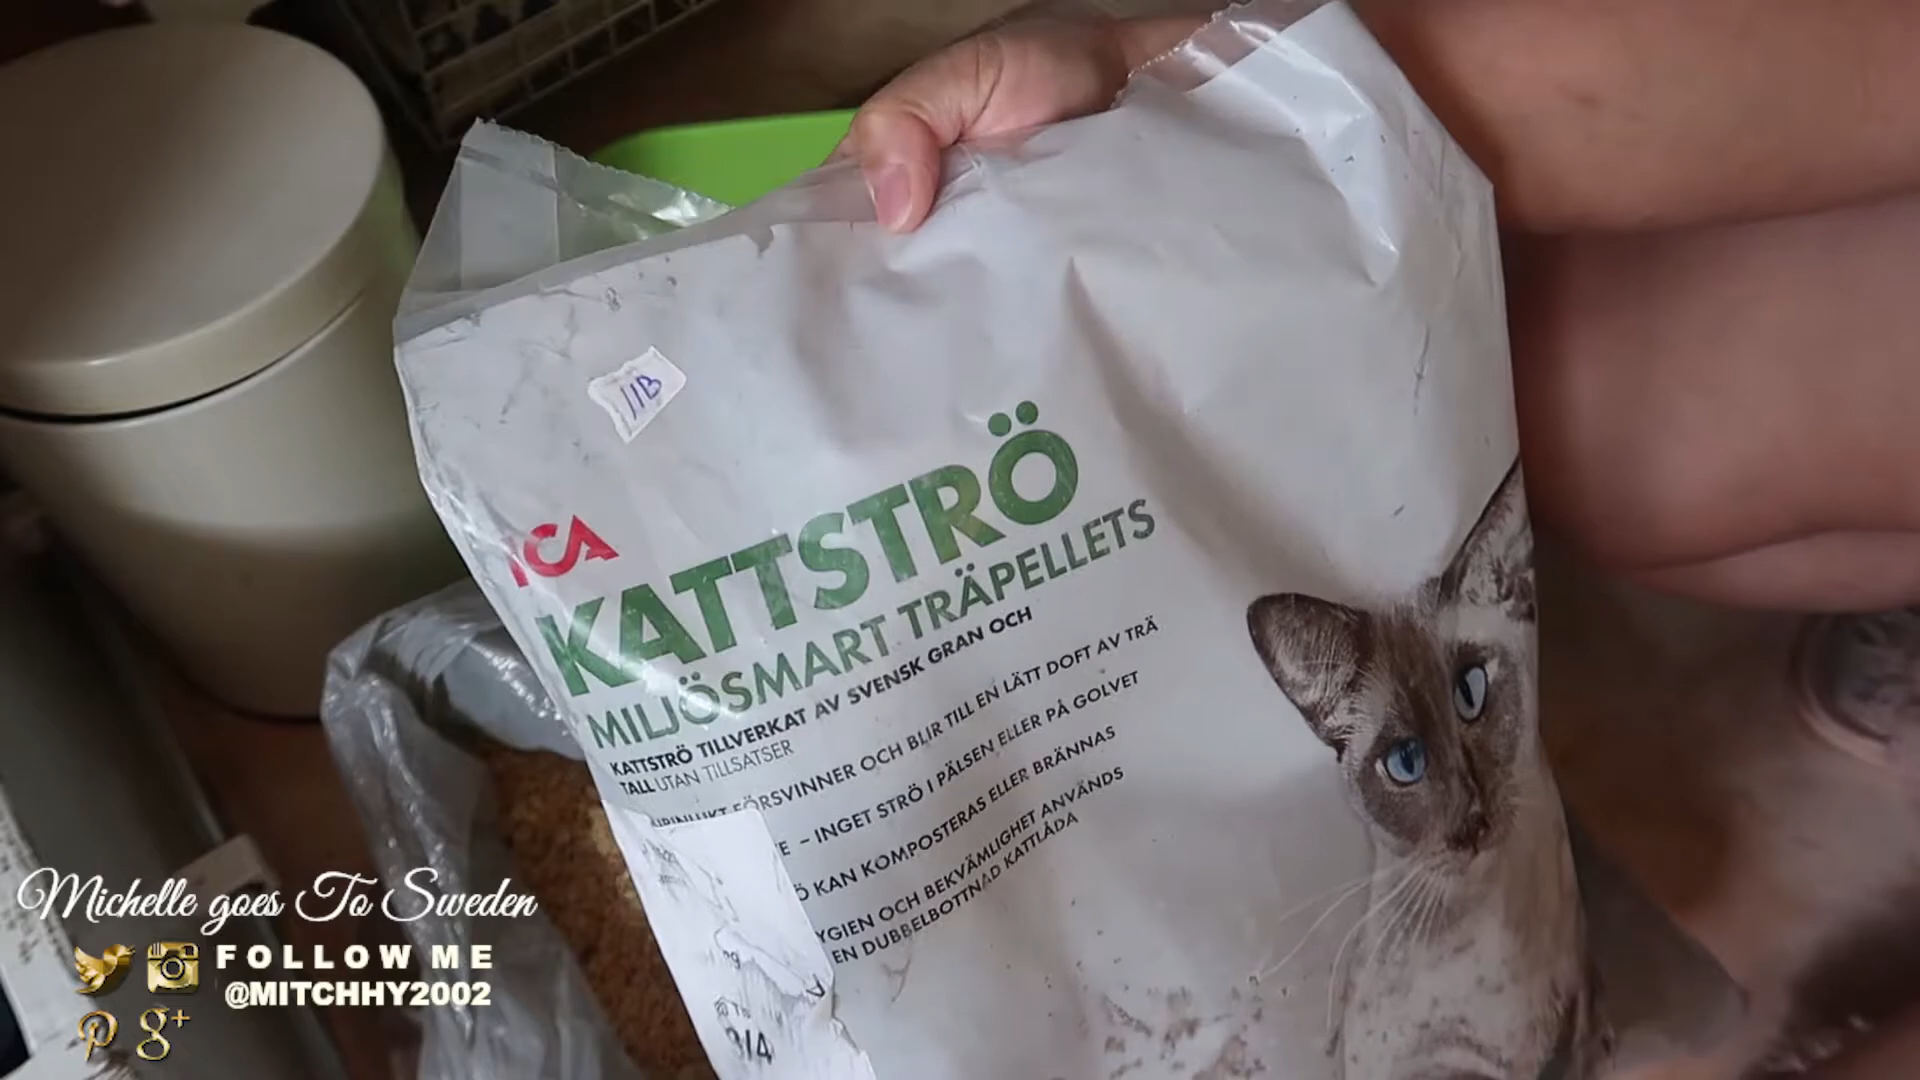 11B
ICA
KATTSTRÖ
MILJÖSMART TRÄPELLETS
KATTSTRÖ TILLVERKAT AV SVENSK GRAN OCH
TALL UTAN TILLSATSER
FÖRSVINNER OCH BLIR TILL EN LÄTT DOFT AV TRÄ
– INGET STRÖ I PÄLSEN ELLER PÅ GOLVET
KAN KOMPOSTERAS ELLER BRÄNNAS
YGIEN OCH BEKVÄMLIGHET ANVÄNDS
EN DUBBELBOTTNAD KATTLÅDA
Michelle goes To Sweden
FOLLOW ME
@MITCHHY2002